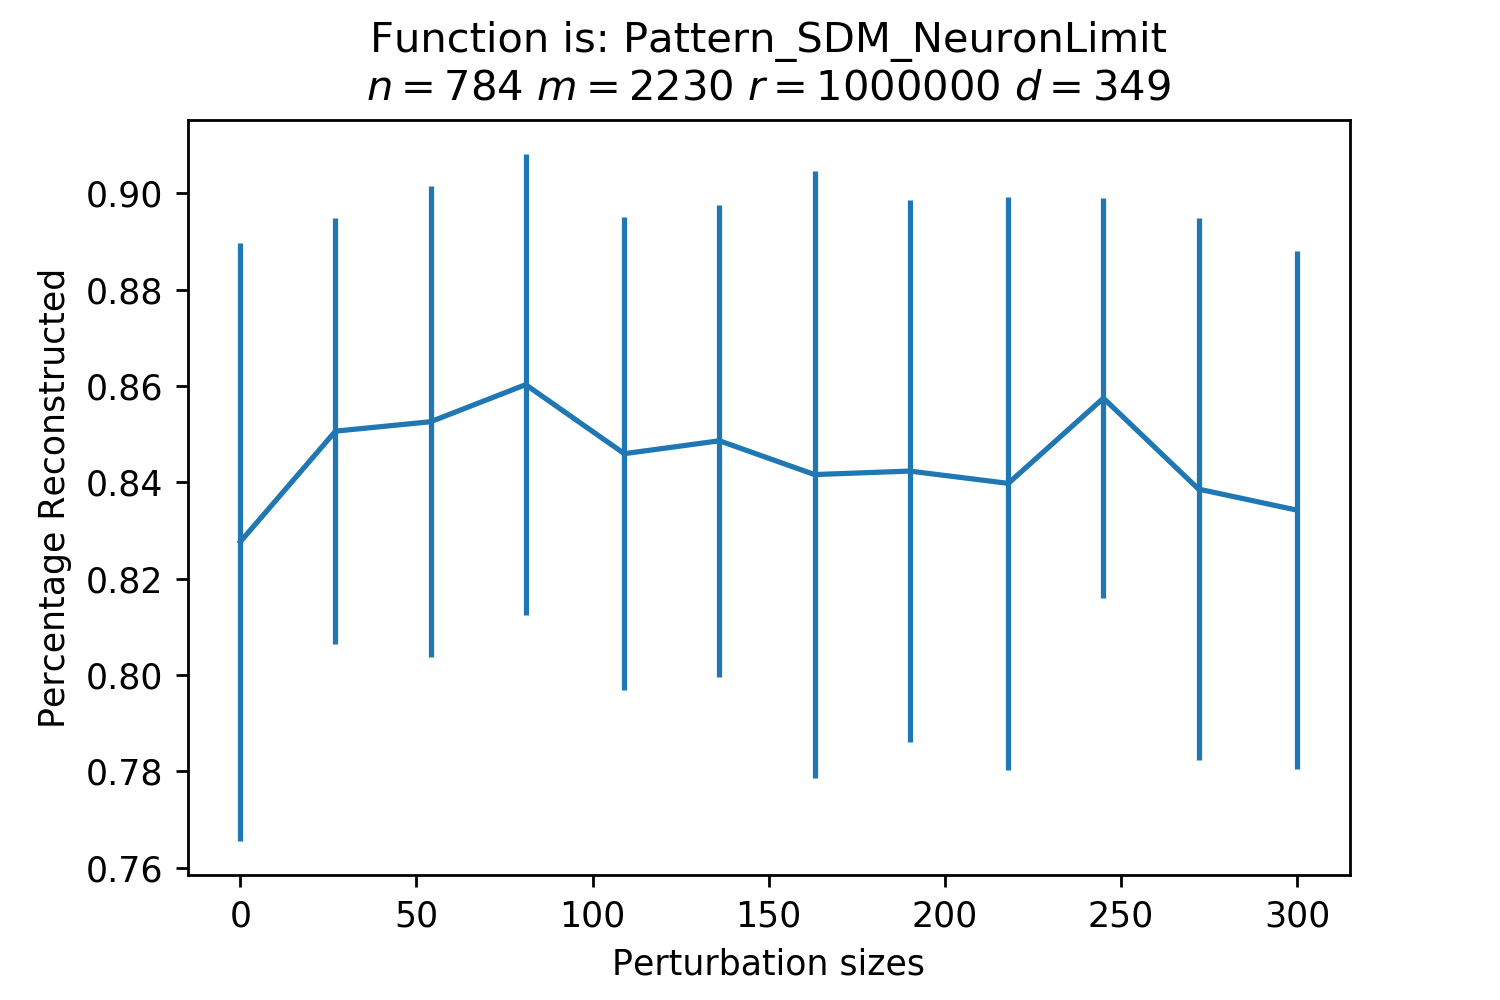 Function is: Pattern_SDM_NeuronLimit
n = 784 m = 2230 r = 1000000 d = 349
Percentage Reconstructed
0.90
0.88
0.86
0.84
0.82
0.80
0.78
0.76
0 50 100 150 200 250 300
Perturbation sizes